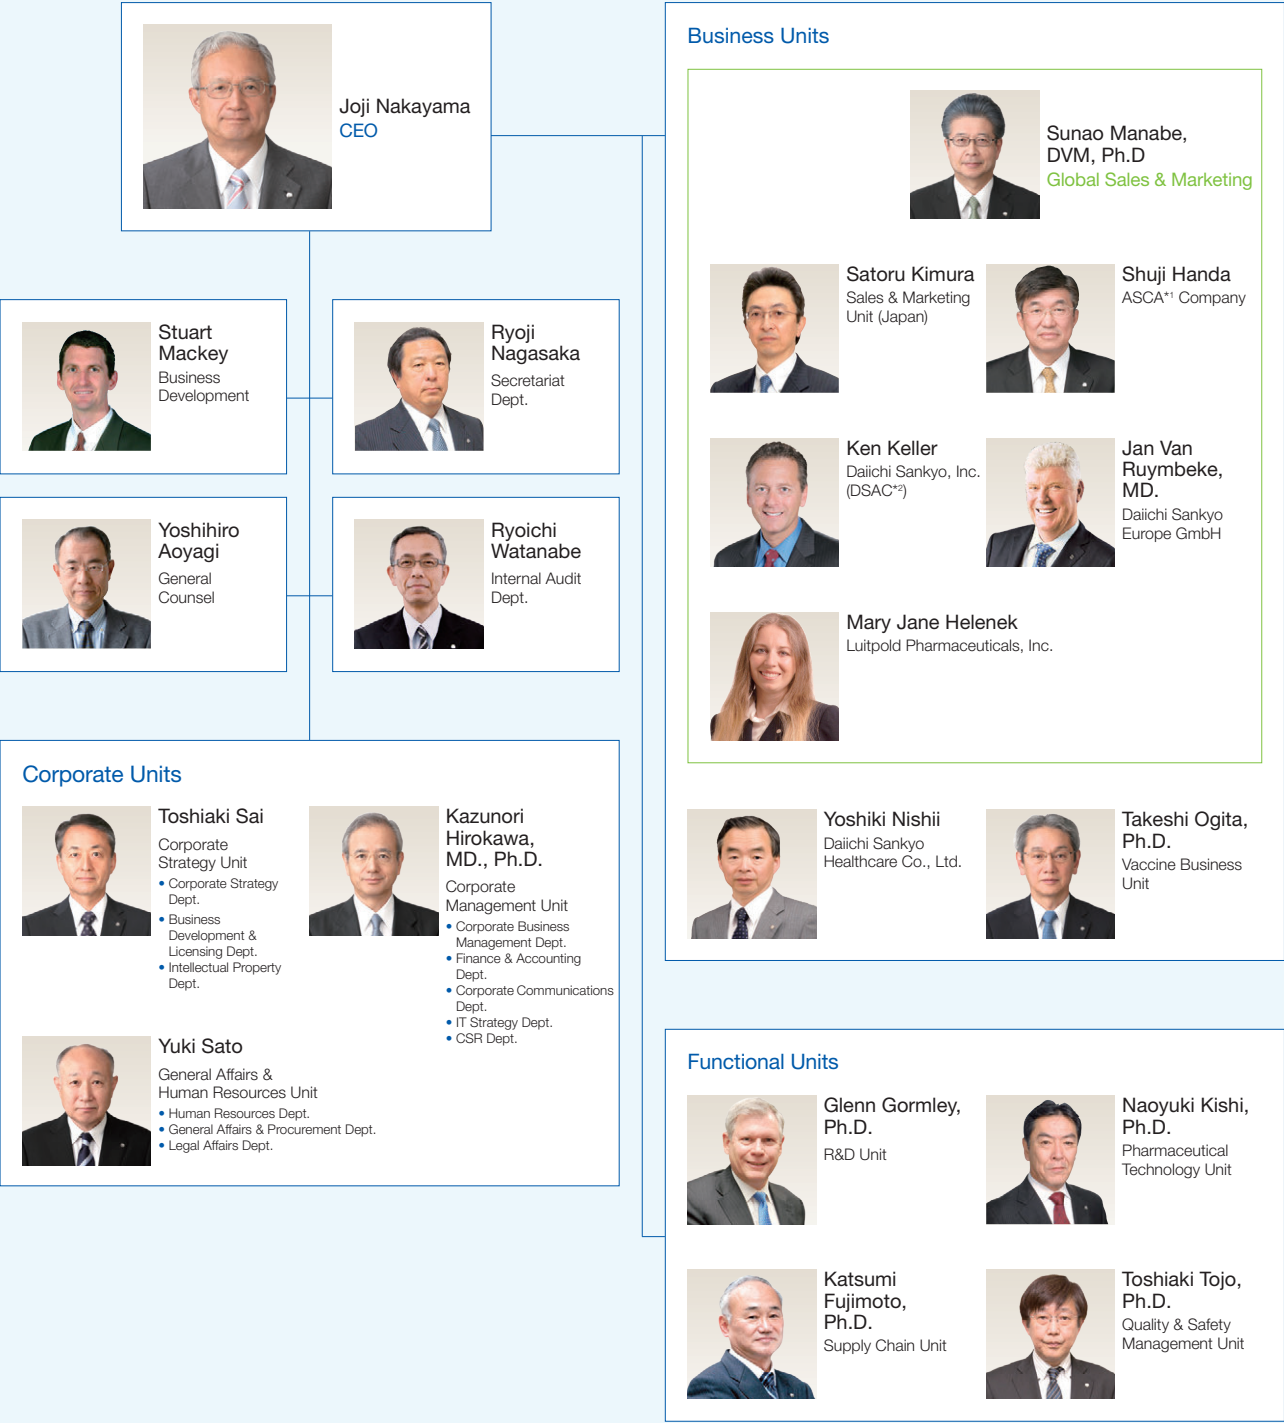 Joji Nakayama
CEO
Stuart
Mackey
Business
Development
Ryoji
Nagasaka
Secretariat
Dept.
Yoshihiro
Aoyagi
General
Counsel
Ryoichi
Watanabe
Internal Audit
Dept.
Corporate Units
Toshiaki Sai
Corporate
Strategy Unit
• Corporate Strategy
Dept.
• Business
Development &
Licensing Dept.
• Intellectual Property
Dept.
Kazunori
Hirokawa,
MD., Ph.D.
Corporate
Management Unit
• Corporate Business
Management Dept.
• Finance & Accounting
Dept.
• Corporate Communications
Dept.
• IT Strategy Dept.
• CSR Dept.
Yuki Sato
General Affairs &
Human Resources Unit
• Human Resources Dept.
• General Affairs & Procurement Dept.
• Legal Affairs Dept.
Business Units
Sunao Manabe,
DVM, Ph.D
Global Sales & Marketing
Satoru Kimura
Sales & Marketing
Unit (Japan)
Shuji Handa
ASCA*1 Company
Ken Keller
Daiichi Sankyo, Inc.
(DSAC*2)
Jan Van
Ruymbeke,
MD.
Daiichi Sankyo
Europe GmbH
Mary Jane Helenek
Luitpold Pharmaceuticals, Inc.
Yoshiki Nishii
Daiichi Sankyo
Healthcare Co., Ltd.
Takeshi Ogita,
Ph.D.
Vaccine Business
Unit
Functional Units
Glenn Gormley,
Ph.D.
R&D Unit
Naoyuki Kishi,
Ph.D.
Pharmaceutical
Technology Unit
Katsumi
Fujimoto,
Ph.D.
Supply Chain Unit
Toshiaki Tojo,
Ph.D.
Quality & Safety
Management Unit